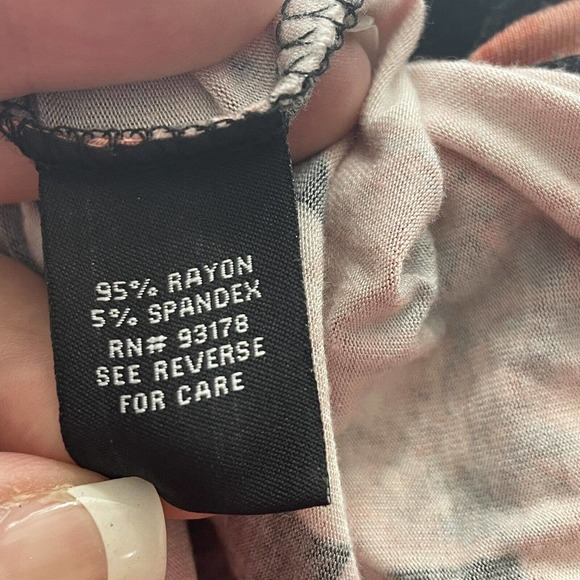 95% RAYON
5% SPANDEX
RN# 93178
SEE REVERSE
FOR CARE